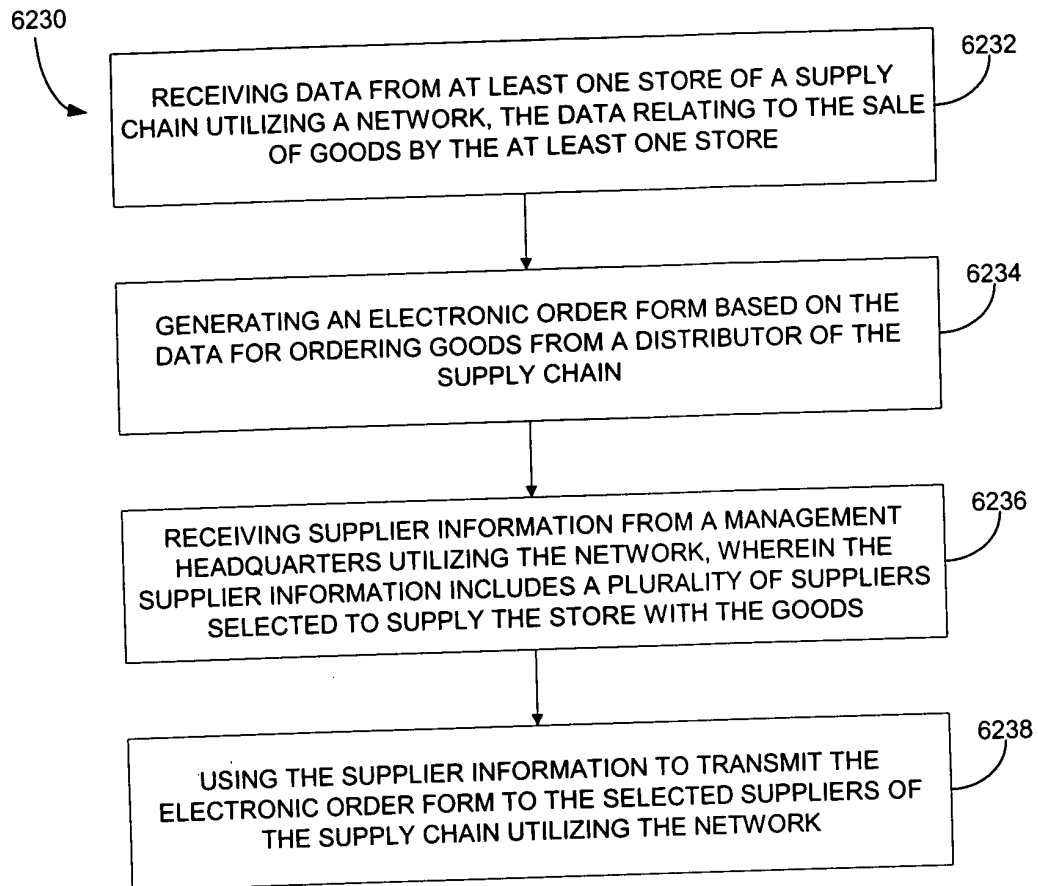 6230
6232
RECEIVING DATA FROM AT LEAST ONE STORE OF A SUPPLY
CHAIN UTILIZING A NETWORK, THE DATA RELATING TO THE SALE
OF GOODS BY THE AT LEAST ONE STORE
6234
GENERATING AN ELECTRONIC ORDER FORM BASED ON THE
DATA FOR ORDERING GOODS FROM A DISTRIBUTOR OF THE
SUPPLY CHAIN
6236
RECEIVING SUPPLIER INFORMATION FROM A MANAGEMENT
HEADQUARTERS UTILIZING THE NETWORK, WHEREIN THE
SUPPLIER INFORMATION INCLUDES A PLURALITY OF SUPPLIERS
SELECTED TO SUPPLY THE STORE WITH THE GOODS
6238
USING THE SUPPLIER INFORMATION TO TRANSMIT THE
ELECTRONIC ORDER FORM TO THE SELECTED SUPPLIERS OF
THE SUPPLY CHAIN UTILIZING THE NETWORK